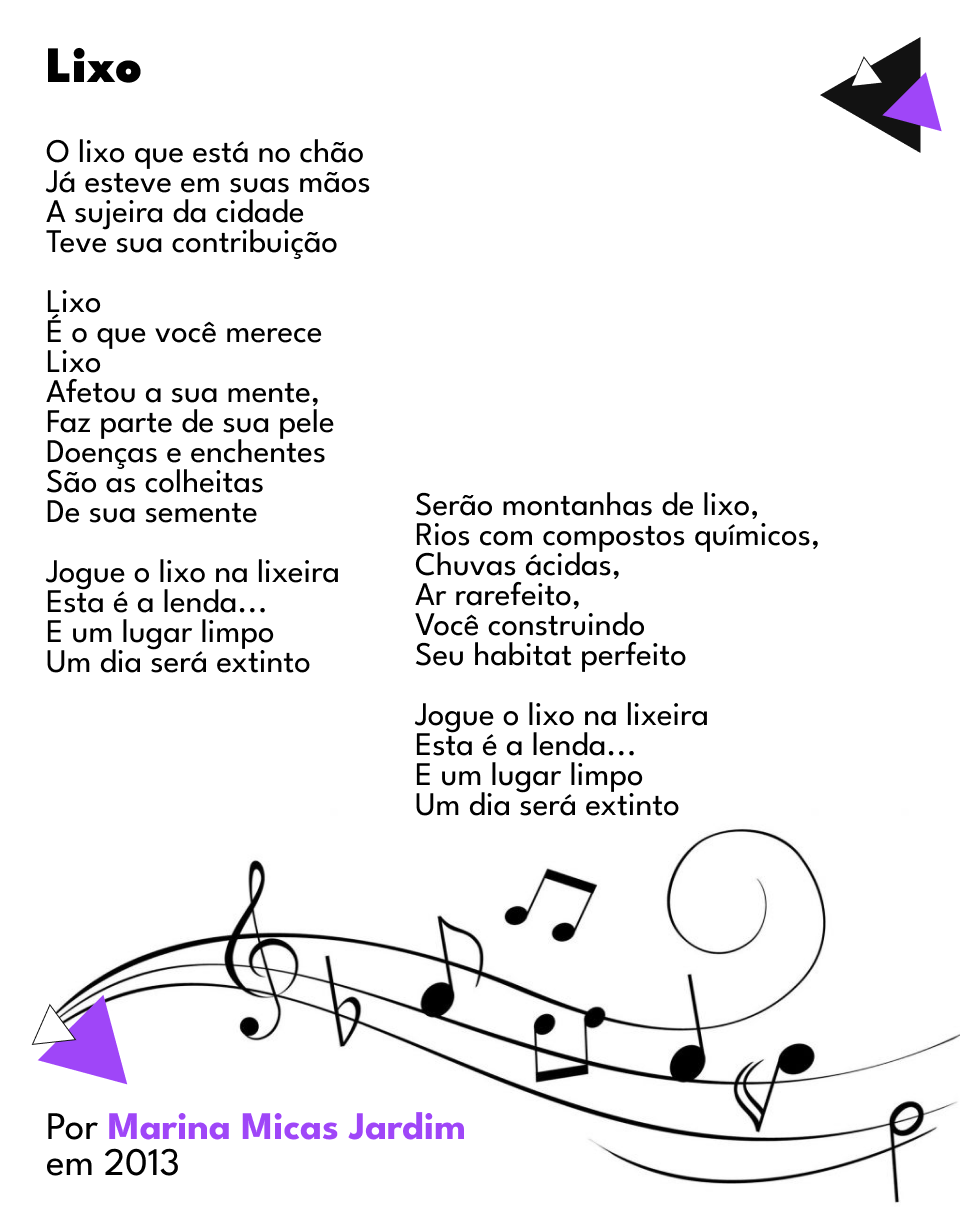 Lixo
O lixo que está no chão
Já esteve em suas mãos
A sujeira da cidade
Teve sua contribuição
Lixo
É o que você merece
Lixo
Afetou a sua mente,
Faz parte de sua pele
Doenças e enchentes
São as colheitas
De sua semente
Jogue o lixo na lixeira
Esta é a lenda...
E um lugar limpo
Um dia será extinto
Serão montanhas de lixo,
Rios com compostos químicos,
Chuvas ácidas,
Ar rarefeito,
Você construindo
Seu habitat perfeito
Jogue o lixo na lixeira
Esta é a lenda...
E um lugar limpo
Um dia será extinto
Por Marina Micas Jardim
em 2013